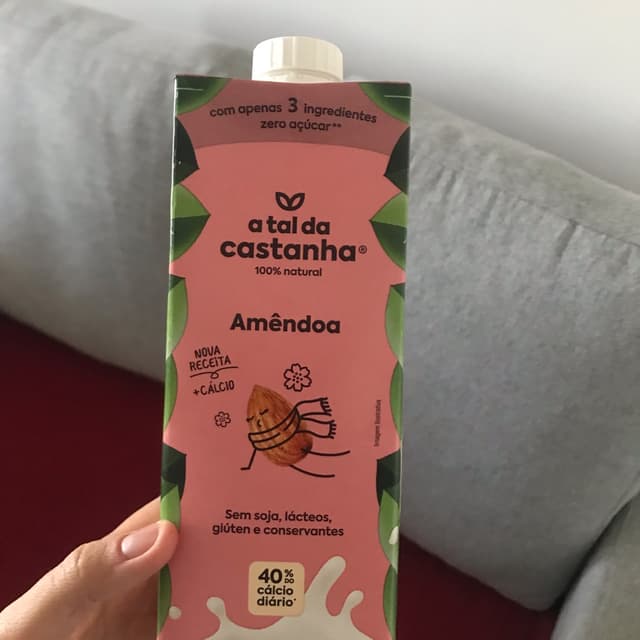 com apenas 3 ingredientes
zero açúcar**
a tal da
castanha®
100% natural
Amêndoa
NOVA
RECEITA
+CÁLCIO
Imagem ilustrativa
Sem soja, lácteos,
glúten e conservantes
40% DO
cálcio
diário*